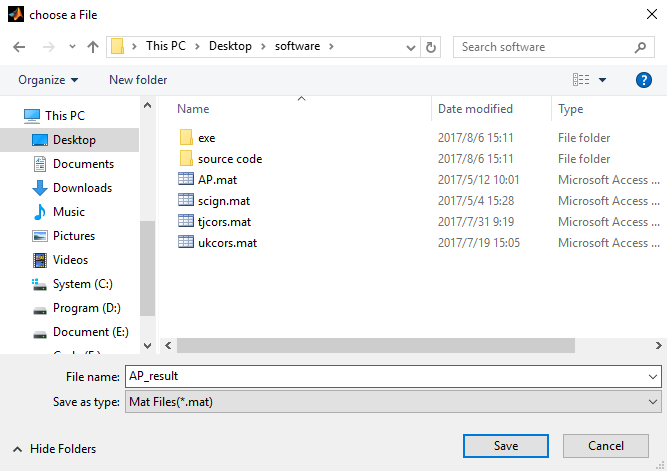 choose a File
This PC > Desktop > software >
Search software
Organize
New folder
Name
Date modified
Type
This PC
Desktop
Documents
Downloads
Music
Pictures
Videos
System (C:)
Program (D:)
Document (E:)
exe 2017/8/6 15:11 File folder
source code 2017/8/6 15:11 File folder
AP.mat 2017/5/12 10:01 Microsoft Access ...
scign.mat 2017/5/4 15:28 Microsoft Access ...
tjcors.mat 2017/7/31 9:19 Microsoft Access ...
ukcors.mat 2017/7/19 15:05 Microsoft Access ...
File name: AP_result
Save as type: Mat Files(*.mat)
Hide Folders
Save
Cancel